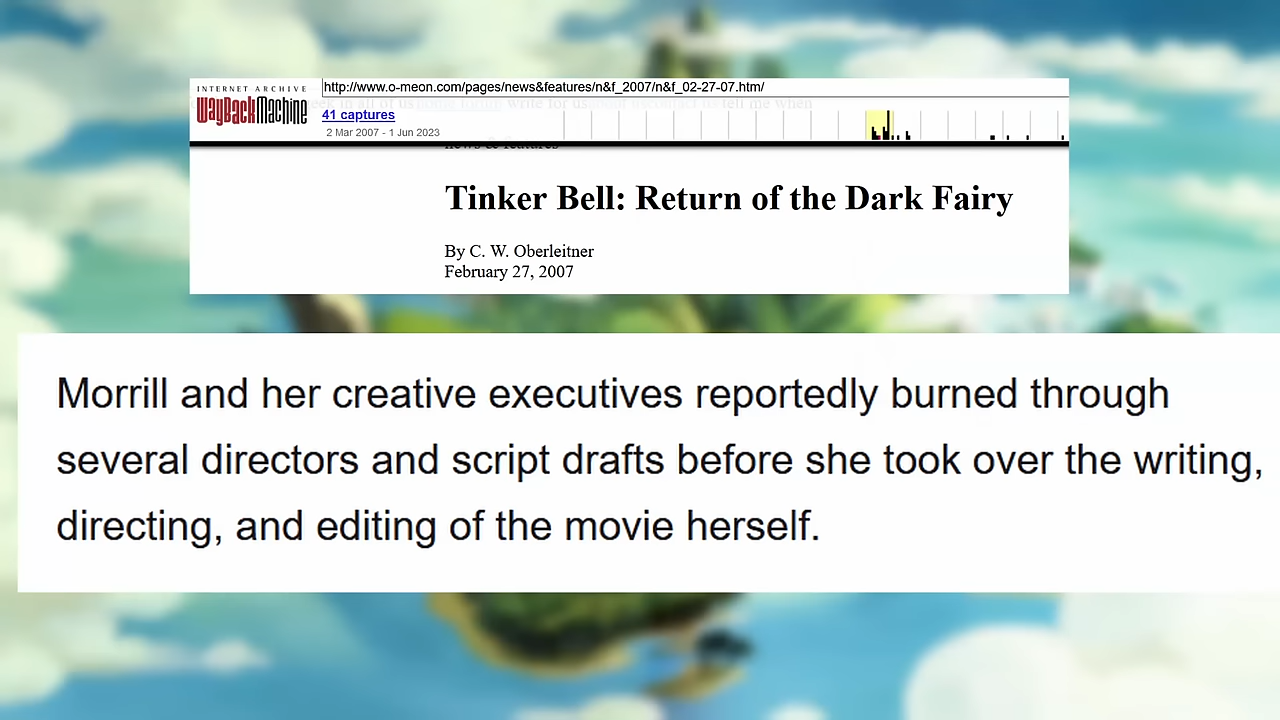 INTERNET ARCHIVE
WayBackMachine
http://www.o-meon.com/pages/news&features/n&f_2007/n&f_02-27-07.htm/
41 captures
2 Mar 2007 - 1 Jun 2023
news & features
Tinker Bell: Return of the Dark Fairy
By C. W. Oberleitner
February 27, 2007
Morrill and her creative executives reportedly burned through
several directors and script drafts before she took over the writing,
directing, and editing of the movie herself.